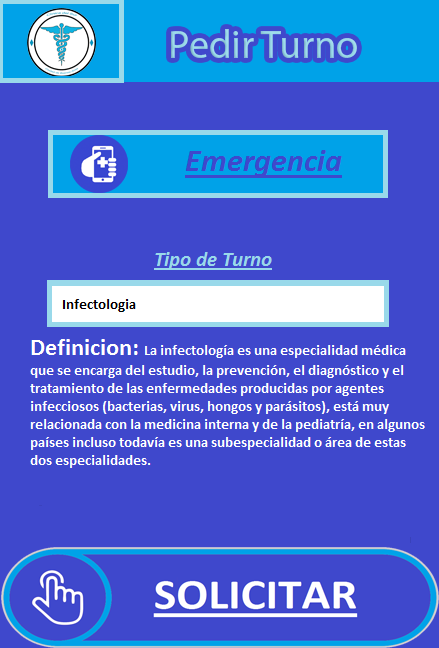 Pedir Turno
Emergencia
Tipo de Turno
Infectologia
Definicion: La infectología es una especialidad médica
que se encarga del estudio, la prevención, el diagnóstico y el
tratamiento de las enfermedades producidas por agentes
infecciosos (bacterias, virus, hongos y parásitos), está muy
relacionada con la medicina interna y de la pediatría, en algunos
países incluso todavía es una subespecialidad o área de estas
dos especialidades.
SOLICITAR